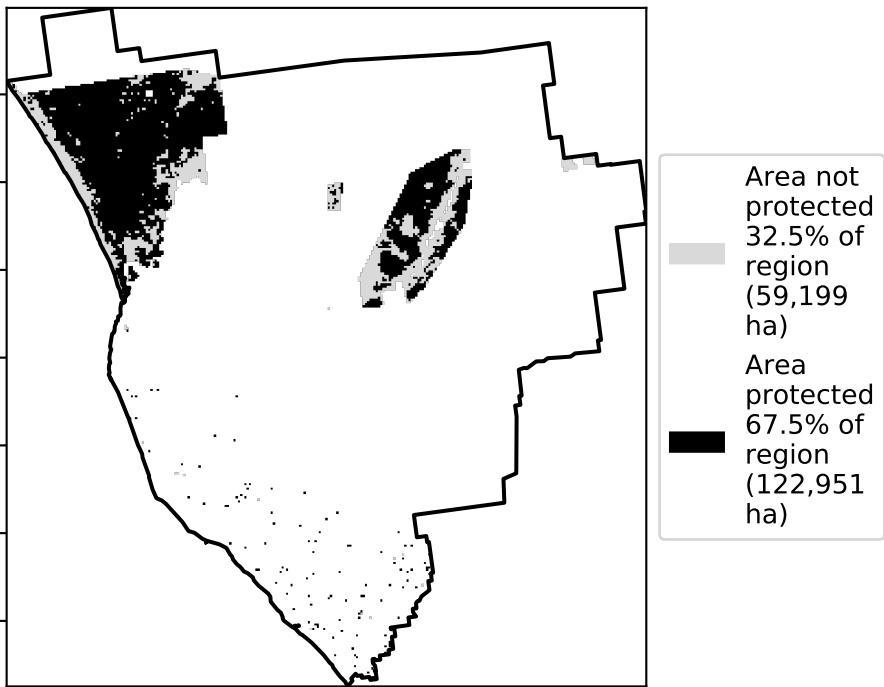 Area not
protected
32.5% of
region
(59,199
ha)
Area
protected
67.5% of
region
(122,951
ha)